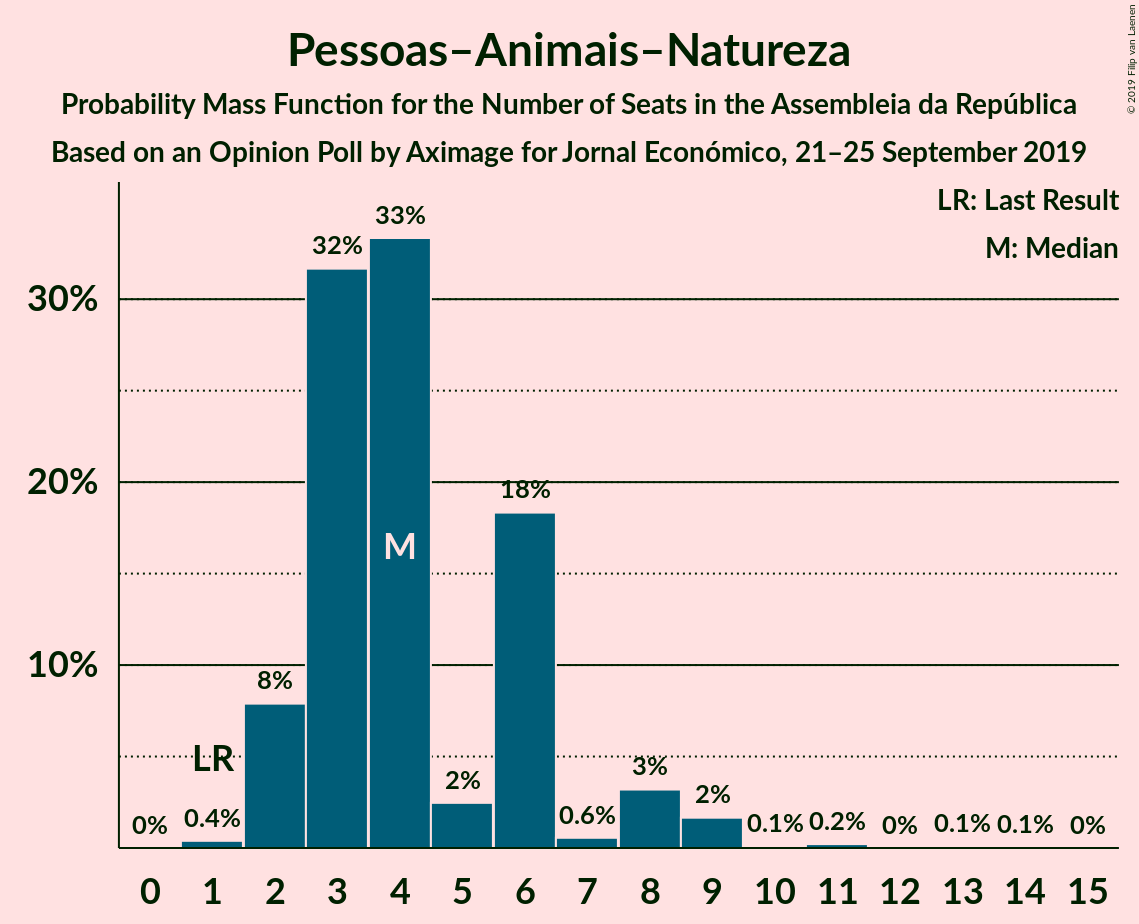 Pessoas–Animais–Natureza
Probability Mass Function for the Number of Seats in the Assembleia da República
Based on an Opinion Poll by Aximage for Jornal Económico, 21–25 September 2019
© 2019 Filip van Laenen
LR: Last Result
M: Median
30%
20%
10%
0%
0.4%
8%
32%
33%
2%
18%
0.6%
3%
2%
0.1%
0.2%
0%
0.1%
0.1%
0%
LR
M
0 1 2 3 4 5 6 7 8 9 10 11 12 13 14 15